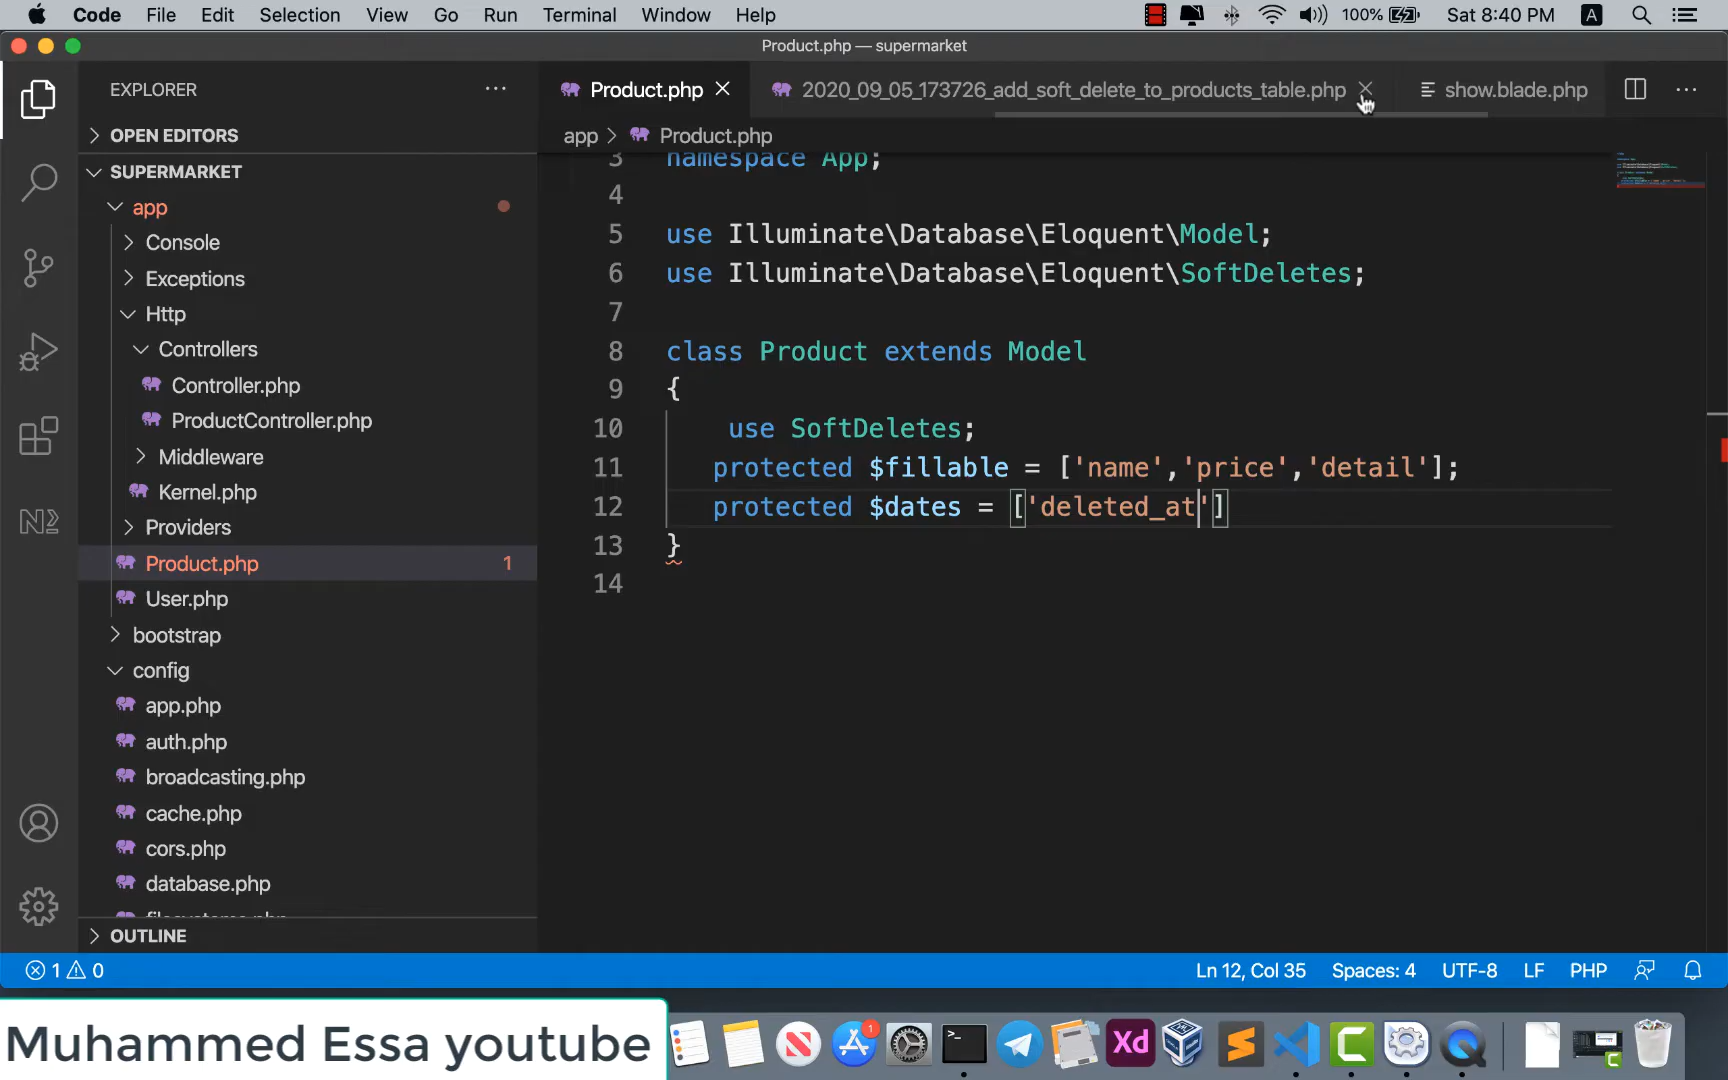 Code File Edit Selection View Go Run Terminal Window Help 100% Sat 8:40 PM A
Product.php — supermarket
EXPLORER
Product.php
2020_09_05_173726_add_soft_delete_to_products_table.php
show.blade.php
OPEN EDITORS
app > Product.php
SUPERMARKET
app
Console
Exceptions
Http
Controllers
Controller.php
ProductController.php
Middleware
Kernel.php
Providers
Product.php 1
User.php
bootstrap
config
app.php
auth.php
broadcasting.php
cache.php
cors.php
database.php
filesystems.php
OUTLINE
3 namespace App;
4
5 use Illuminate\Database\Eloquent\Model;
6 use Illuminate\Database\Eloquent\SoftDeletes;
7
8 class Product extends Model
9 {
10 use SoftDeletes;
11 protected $fillable = ['name','price','detail'];
12 protected $dates = ['deleted_at']
13 }
14
1 0 Ln 12, Col 35 Spaces: 4 UTF-8 LF PHP
Muhammed Essa youtube
1
Xd